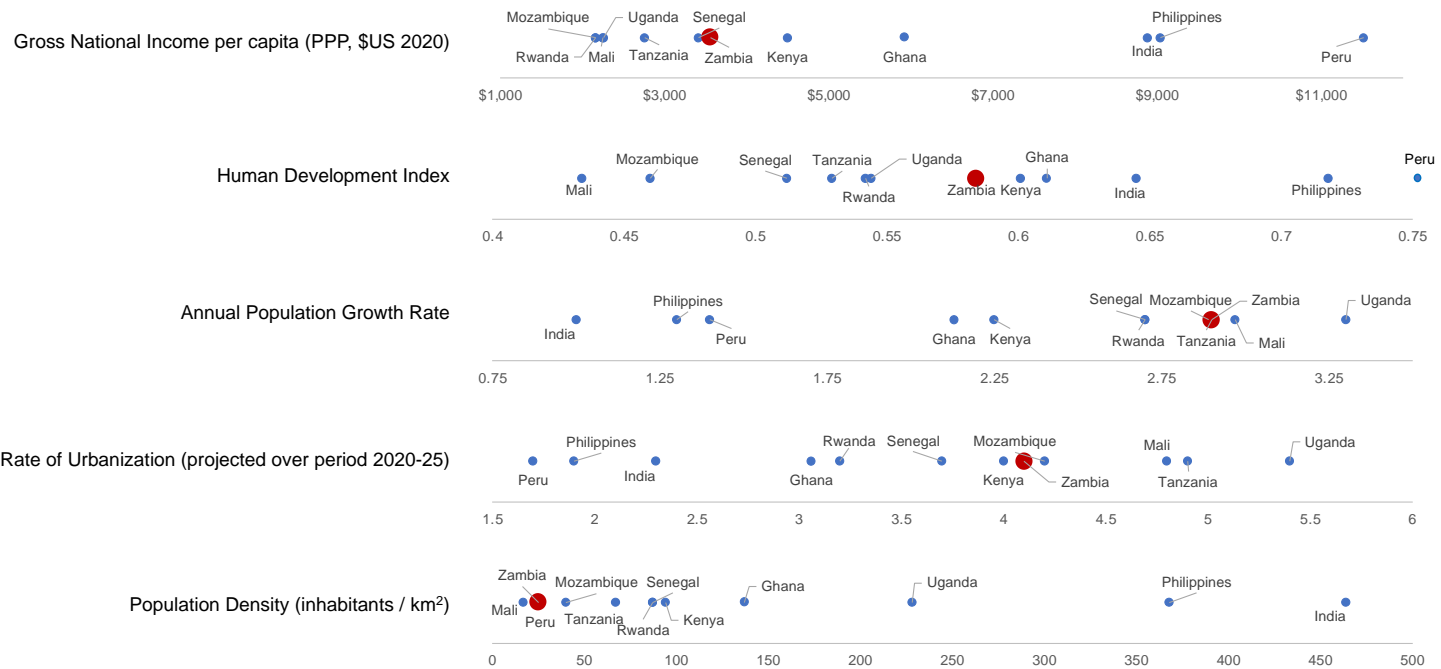 Gross National Income per capita (PPP, $US 2020)
Mozambique Uganda Senegal Philippines
Rwanda Mali Tanzania Zambia Kenya Ghana India Peru
$1,000 $3,000 $5,000 $7,000 $9,000 $11,000
Human Development Index
Mozambique Senegal Tanzania Uganda Ghana Peru
Mali Rwanda Zambia Kenya India Philippines
0.4 0.45 0.5 0.55 0.6 0.65 0.7 0.75
Annual Population Growth Rate
Philippines Senegal Mozambique Zambia Uganda
India Peru Ghana Kenya Rwanda Tanzania Mali
0.75 1.25 1.75 2.25 2.75 3.25
Rate of Urbanization (projected over period 2020-25)
Philippines Rwanda Senegal Mozambique Mali Uganda
Peru India Ghana Kenya Zambia Tanzania
1.5 2 2.5 3 3.5 4 4.5 5 5.5 6
Population Density (inhabitants / km²)
Zambia Mozambique Senegal Ghana Uganda Philippines
Mali Peru Tanzania Rwanda Kenya India
0 50 100 150 200 250 300 350 400 450 500